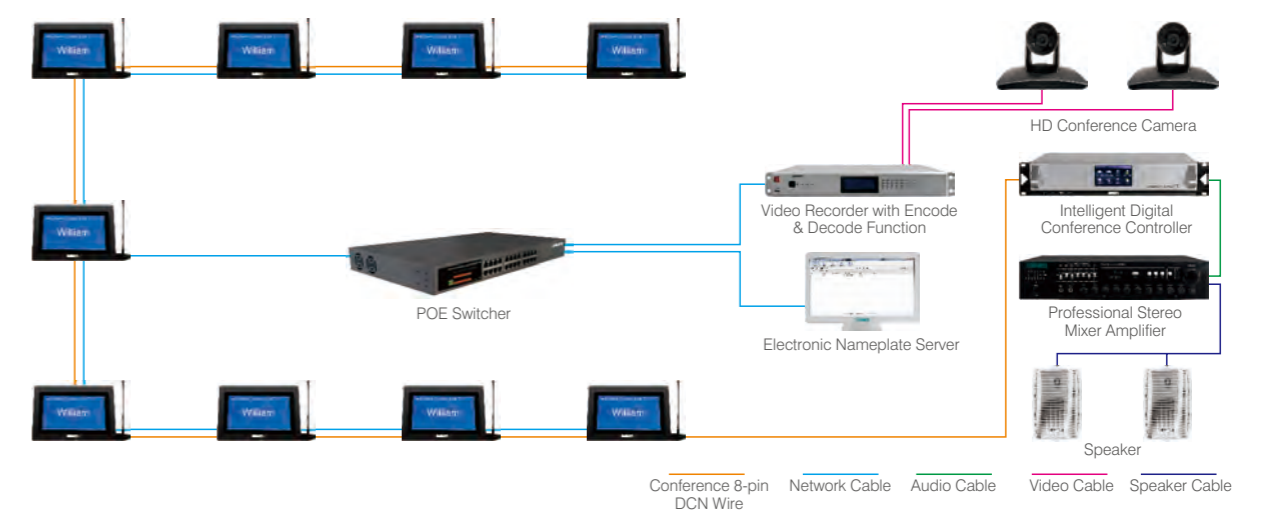 William
William
William
William
HD Conference Camera
William
Video Recorder with Encode
& Decode Function
Intelligent Digital
Conference Controller
POE Switcher
Electronic Nameplate Server
Professional Stereo
Mixer Amplifier
William
William
William
William
Speaker
Conference 8-pin
DCN Wire
Network Cable
Audio Cable
Video Cable
Speaker Cable